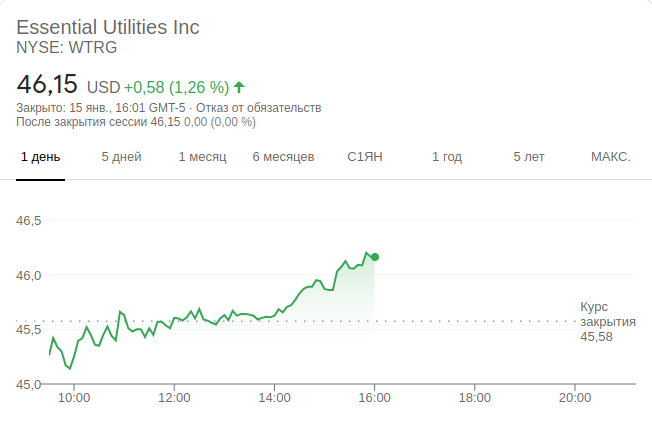 Essential Utilities Inc
NYSE: WTRG
46,15 USD +0,58 (1,26 %)
Закрыто: 15 янв., 16:01 GMT-5 · Отказ от обязательств
После закрытия сессии 46,15 0,00 (0,00 %)
1 день 5 дней 1 месяц 6 месяцев С1ЯН 1 год 5 лет МАКС.
46,5
46,0
45,5
45,0
Курс
закрытия
45,58
10:00 12:00 14:00 16:00 18:00 20:00